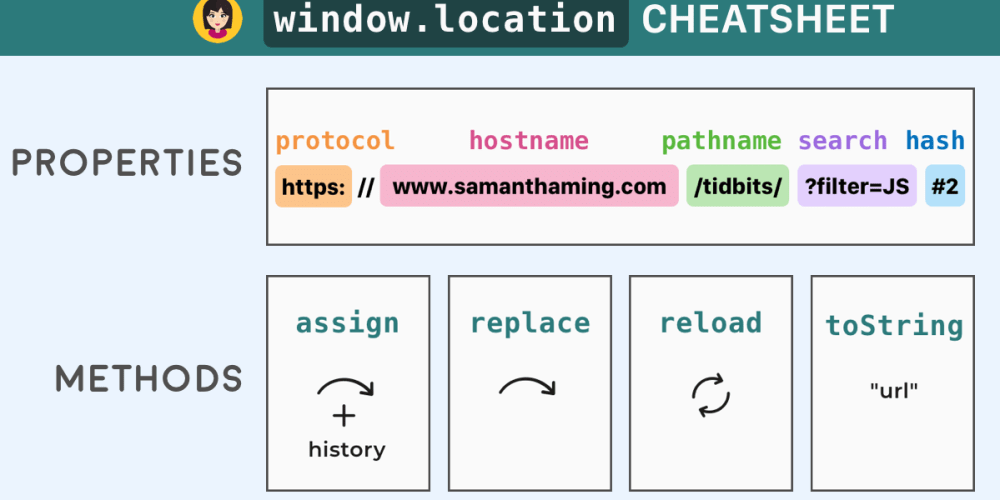 window.location CHEATSHEET
PROPERTIES
protocol hostname pathname search hash
https: // www.samanthaming.com /tidbits/ ?filter=JS #2
METHODS
assign replace reload toString
+ "url"
history